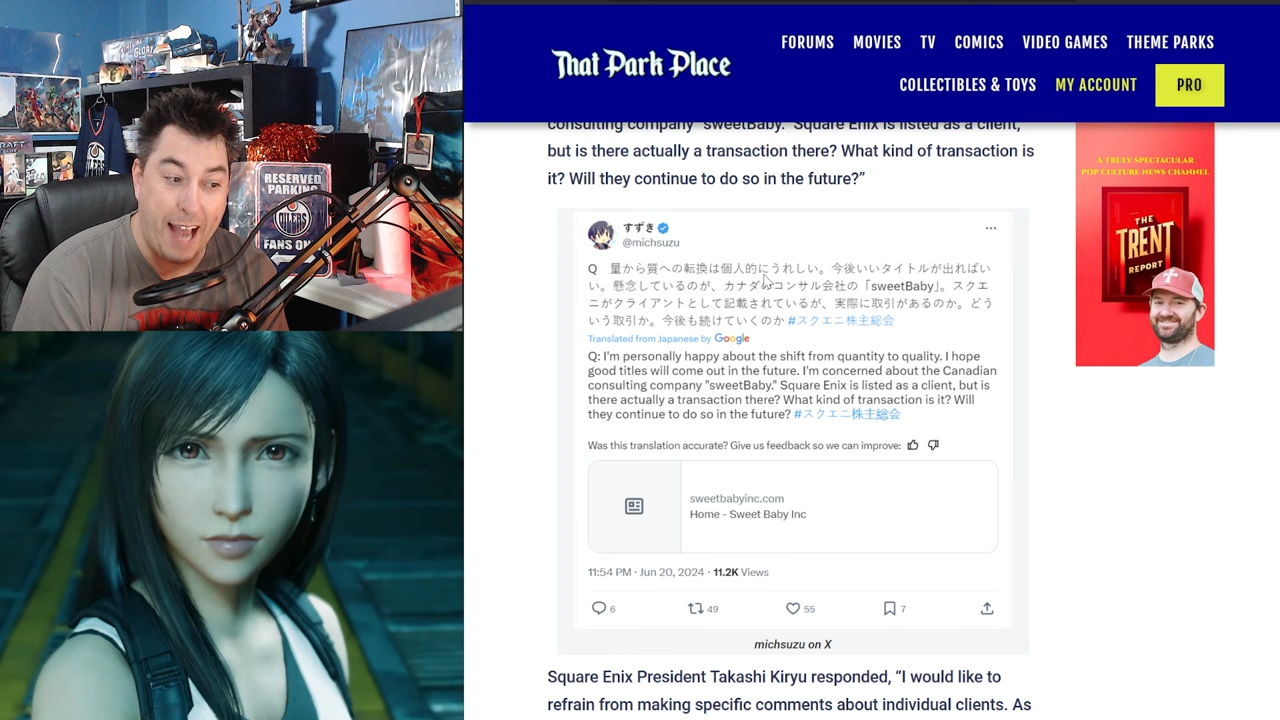 That Park Place
FORUMS MOVIES TV COMICS VIDEO GAMES THEME PARKS
COLLECTIBLES & TOYS MY ACCOUNT PRO
RESERVED
PARKING
OILERS
FANS ON
consulting company "sweetBaby." Square Enix is listed as a client,
but is there actually a transaction there? What kind of transaction is
it? Will they continue to do so in the future?”
A TRULY SPECTACULAR
POP CULTURE NEWS CHANNEL
THE
TRENT
REPORT
すずき
@michsuzu
Q 量から質への転換は個人的にうれしい。今後いいタイトルが出ればい
い。懸念しているのが、カナダのコンサル会社の「sweetBaby」。スクエ
ニがクライアントとして記載されているが、実際に取引があるのか。どう
いう取引か。今後も続けていくのか #スクエニ株主総会
Translated from Japanese by Google
Q: I'm personally happy about the shift from quantity to quality. I hope
good titles will come out in the future. I'm concerned about the Canadian
consulting company "sweetBaby." Square Enix is listed as a client, but is
there actually a transaction there? What kind of transaction is it? Will
they continue to do so in the future? #スクエニ株主総会
Was this translation accurate? Give us feedback so we can improve:
sweetbabyinc.com
Home - Sweet Baby Inc
11:54 PM · Jun 20, 2024 · 11.2K Views
6 49 55 7
michsuzu on X
Square Enix President Takashi Kiryu responded, “I would like to
refrain from making specific comments about individual clients. As